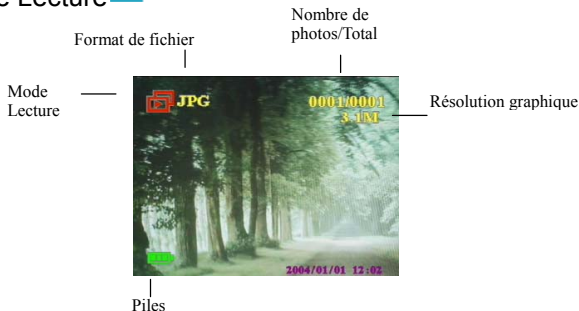 e Lecture
Nombre de
photos/Total
Format de fichier
Mode
Lecture
JPG
0001/0001
3.1M
Résolution graphique
2004/01/01 12:02
Piles